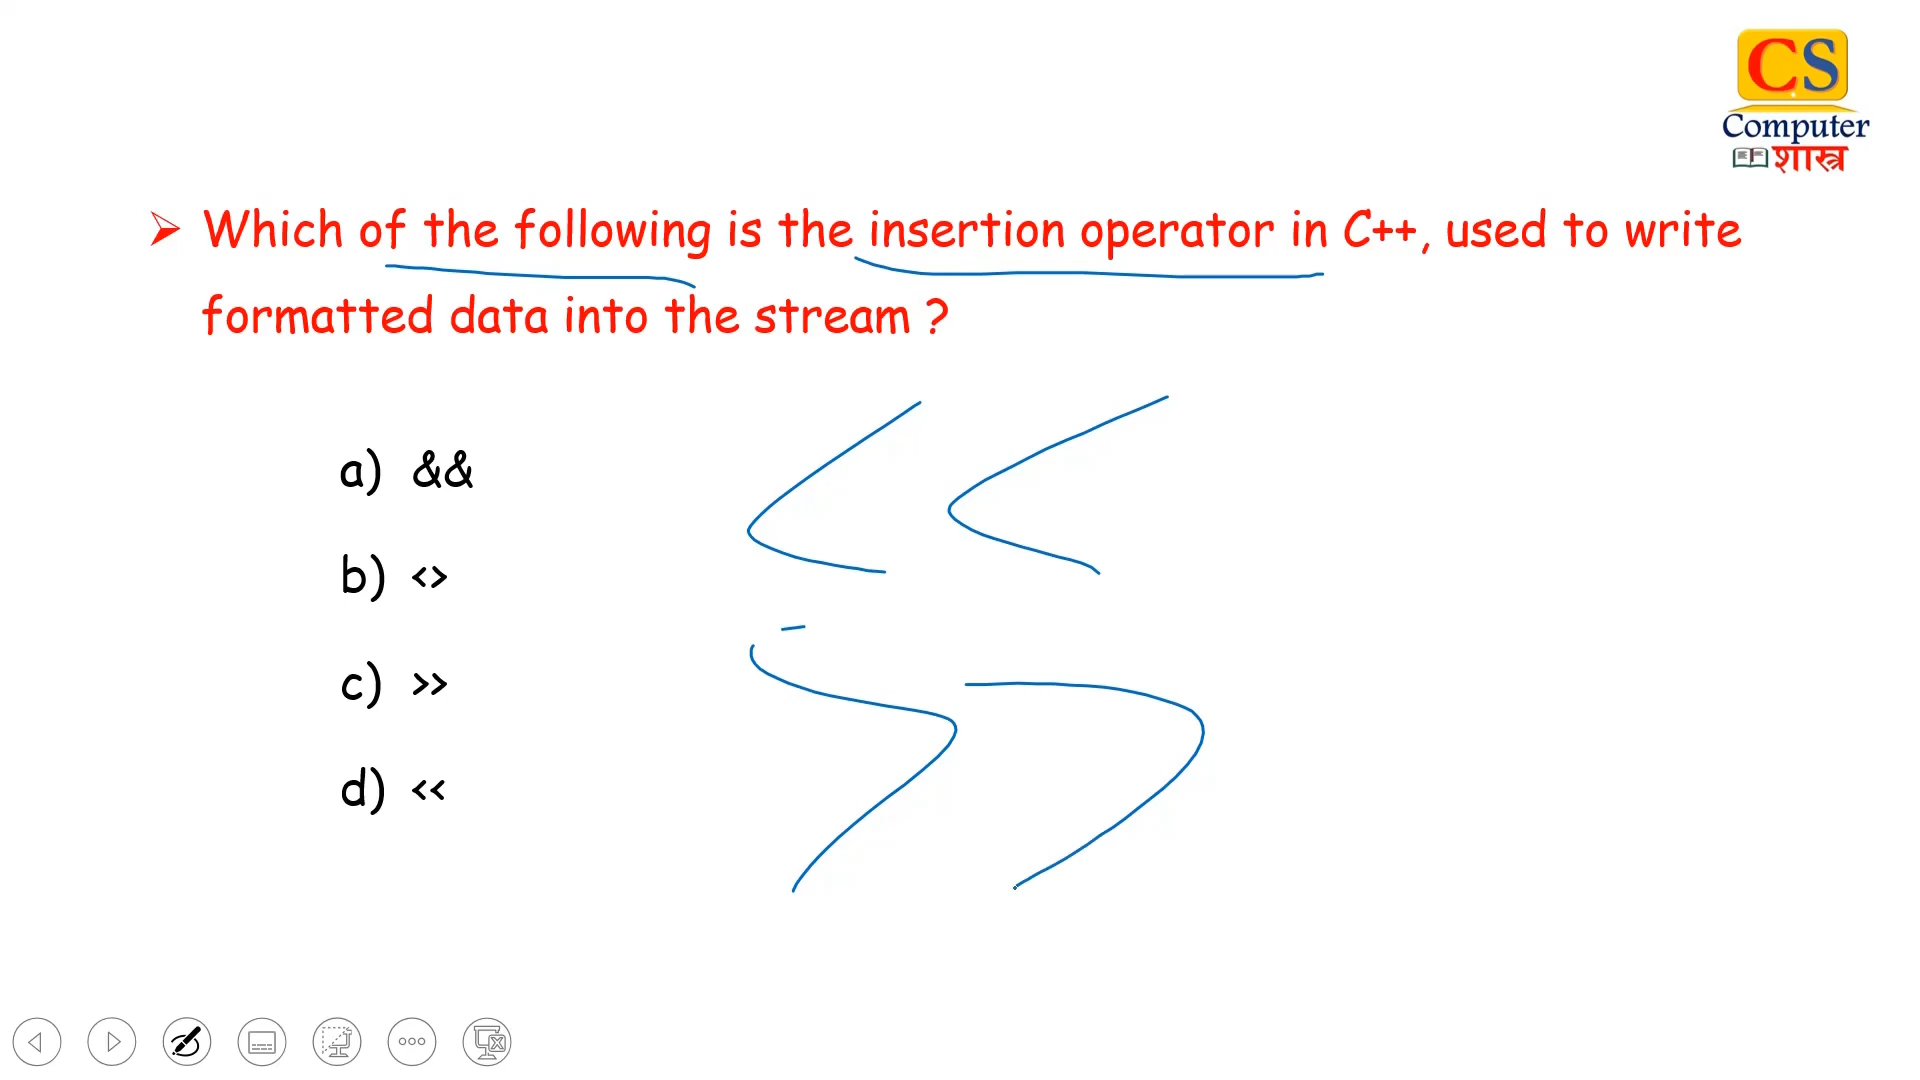 CS
Computer
शास्त्र
➢ Which of the following is the insertion operator in C++, used to write
formatted data into the stream ?
a) &&
b) <>
c) >>
d) <<
<<
>>